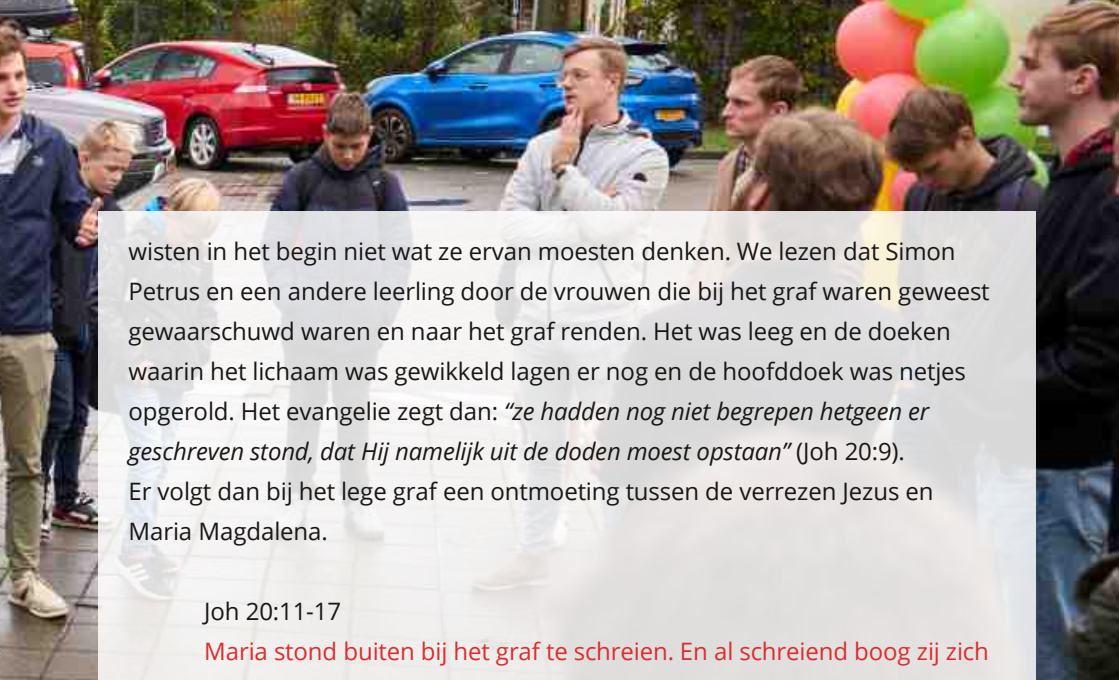 wisten in het begin niet wat ze ervan moesten denken. We lezen dat Simon
Petrus en een andere leerling door de vrouwen die bij het graf waren geweest
gewaarschuwd waren en naar het graf renden. Het was leeg en de doeken
waarin het lichaam was gewikkeld lagen er nog en de hoofddoek was netjes
opgerold. Het evangelie zegt dan: “ze hadden nog niet begrepen hetgeen er
geschreven stond, dat Hij namelijk uit de doden moest opstaan” (Joh 20:9).
Er volgt dan bij het lege graf een ontmoeting tussen de verrezen Jezus en
Maria Magdalena.
Joh 20:11-17
Maria stond buiten bij het graf te schreien. En al schreiend boog zij zich